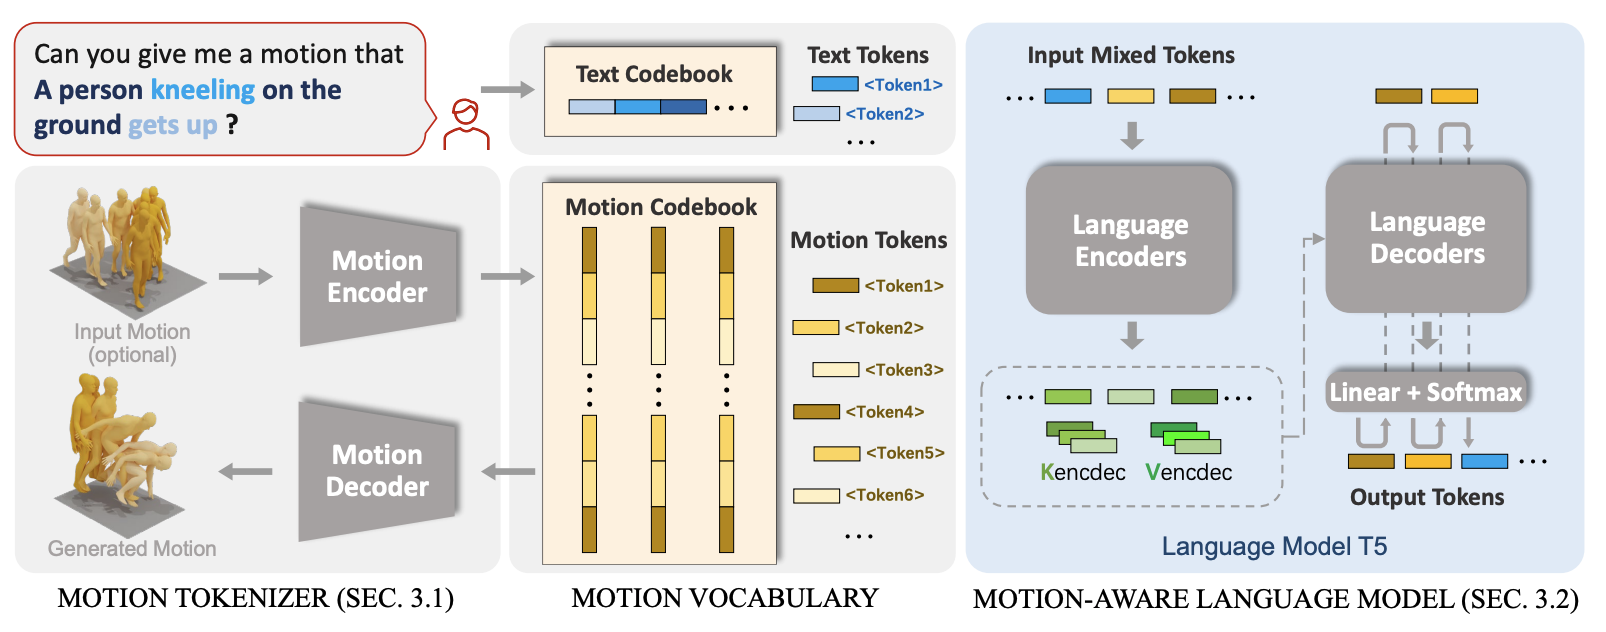 Can you give me a motion that
A person kneeling on the
ground gets up ?
Text Codebook
Text Tokens
<Token1>
<Token2>
Input Motion
(optional)
Motion
Encoder
Motion
Decoder
Generated Motion
Motion Codebook
Motion Tokens
<Token1>
<Token2>
<Token3>
<Token4>
<Token5>
<Token6>
Input Mixed Tokens
Language
Encoders
Language
Decoders
Kencdec
Vencdec
Linear + Softmax
Output Tokens
Language Model T5
MOTION TOKENIZER (SEC. 3.1)
MOTION VOCABULARY
MOTION-AWARE LANGUAGE MODEL (SEC. 3.2)